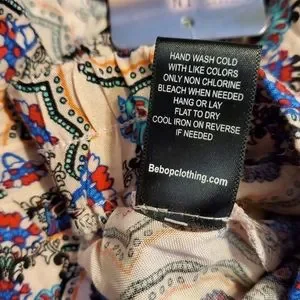 HAND WASH COLD
WITH LIKE COLORS
ONLY NON CHLORINE
BLEACH WHEN NEEDED
HANG OR LAY
FLAT TO DRY
COOL IRON ON REVERSE
IF NEEDED
Bebopclothing.com